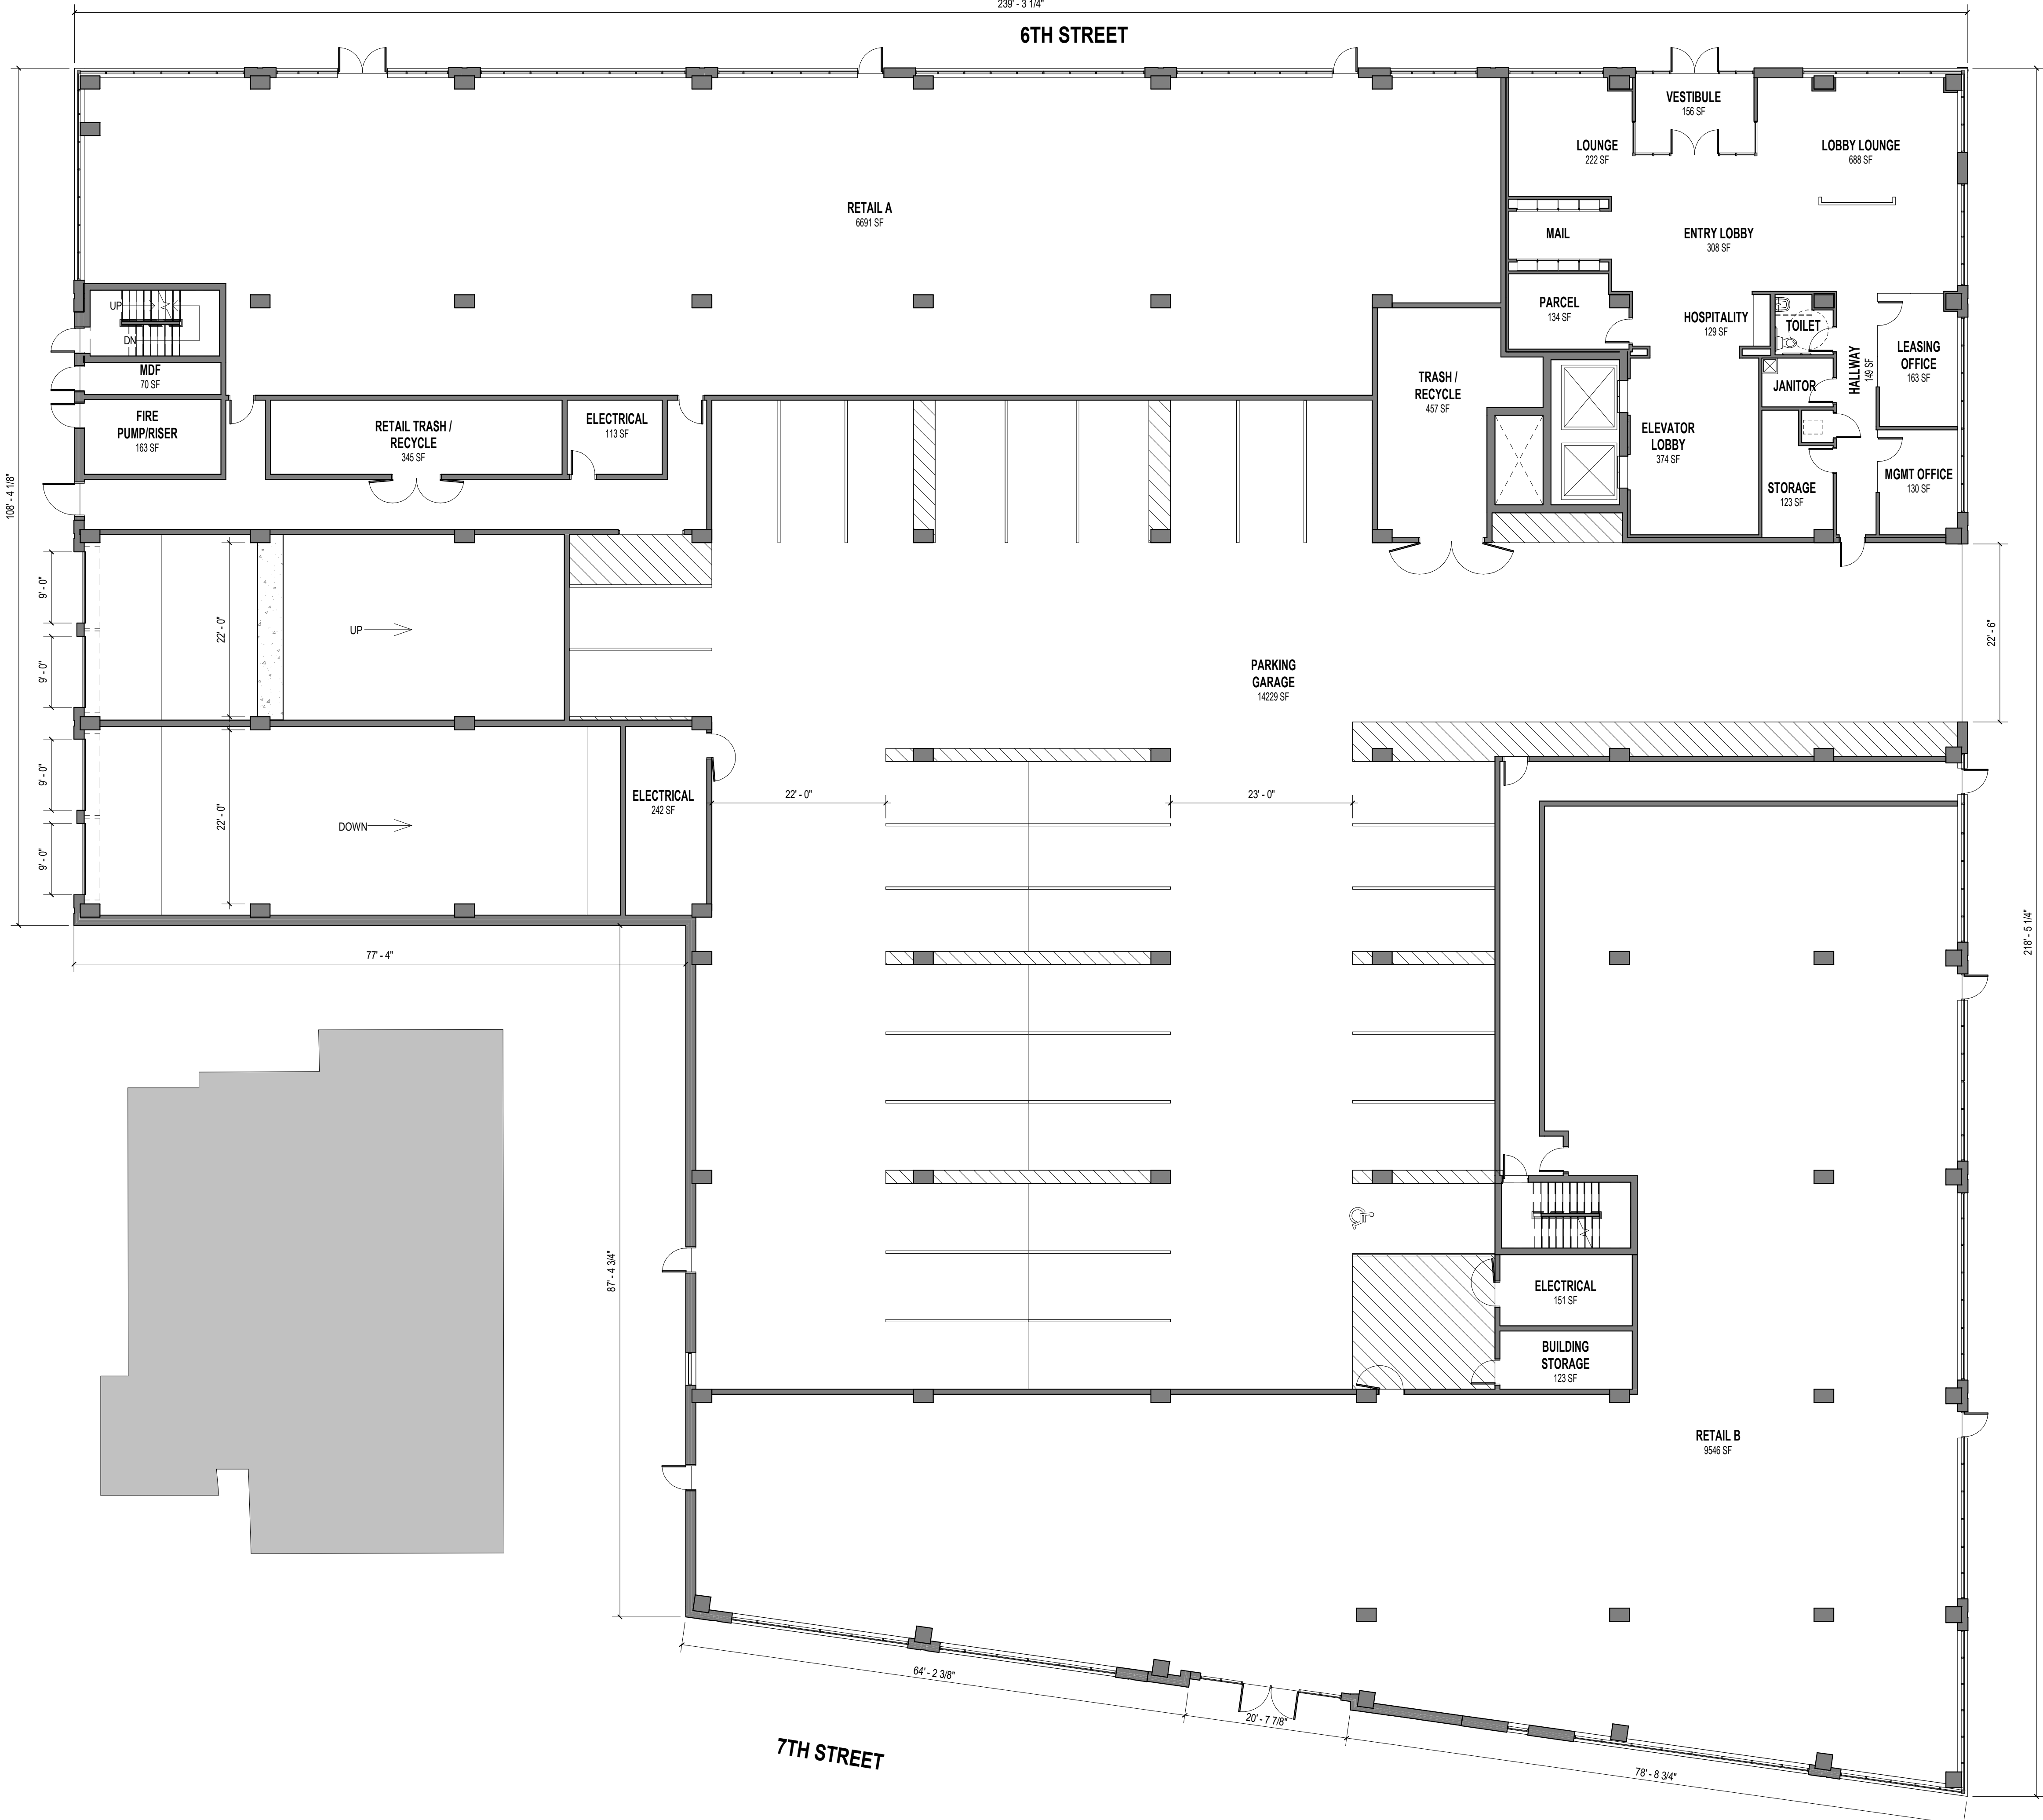 239' - 3 1/4"
6TH STREET
VESTIBULE
156 SF
LOUNGE
222 SF
LOBBY LOUNGE
688 SF
RETAIL A
6691 SF
MAIL
ENTRY LOBBY
308 SF
UP
DN
PARCEL
134 SF
HOSPITALITY
129 SF
TOILET
LEASING
OFFICE
163 SF
HALLWAY
149 SF
MDF
70 SF
TRASH /
RECYCLE
457 SF
JANITOR
FIRE
PUMP/RISER
163 SF
RETAIL TRASH /
RECYCLE
345 SF
ELECTRICAL
113 SF
ELEVATOR
LOBBY
374 SF
STORAGE
123 SF
MGMT OFFICE
130 SF
108' - 4 1/8"
9' - 0"
22' - 0"
UP
9' - 0"
22' - 6"
PARKING
GARAGE
14229 SF
9' - 0"
22' - 0"
DOWN
9' - 0"
ELECTRICAL
242 SF
22' - 0"
23' - 0"
77' - 4"
218' - 5 1/4"
87' - 4 3/4"
ELECTRICAL
151 SF
BUILDING
STORAGE
123 SF
RETAIL B
9546 SF
64' - 2 3/8"
20' - 7 7/8"
78' - 8 3/4"
7TH STREET